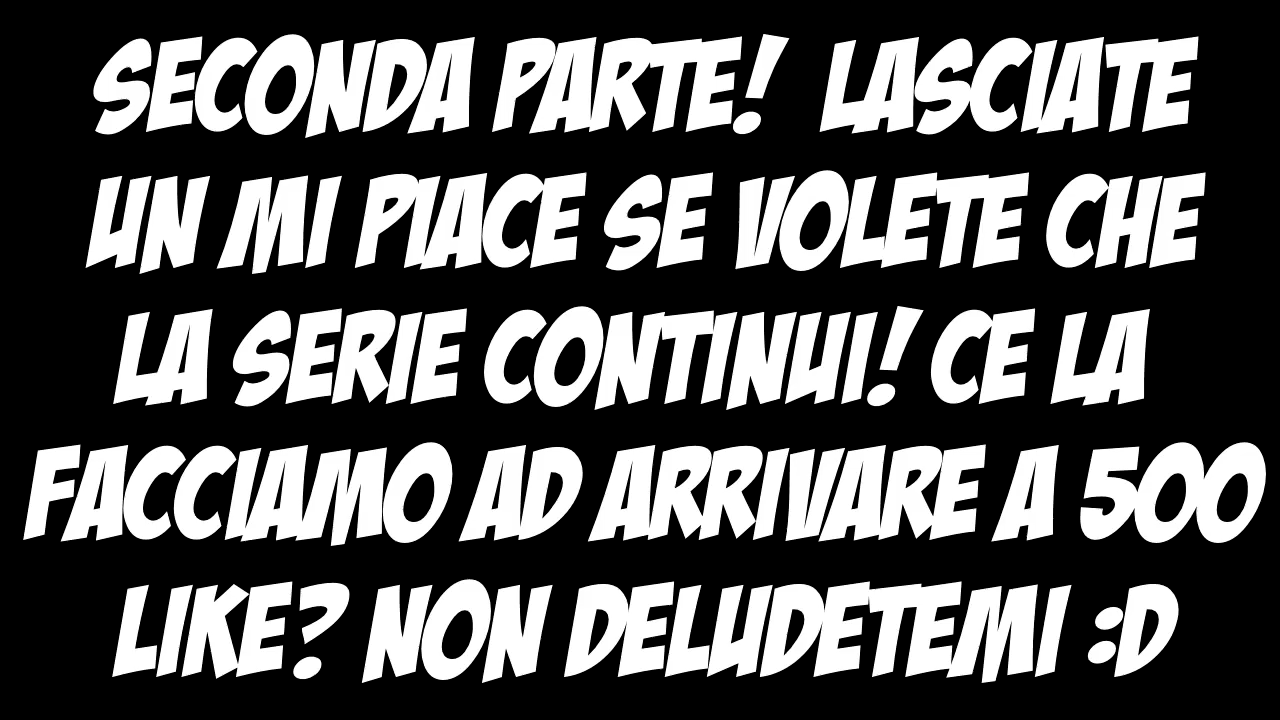 SECONDA PARTE! LASCIATE
UN MI PIACE SE VOLETE CHE
LA SERIE CONTINUI! CE LA
FACCIAMO AD ARRIVARE A 500
LIKE? NON DELUDETEMI :D